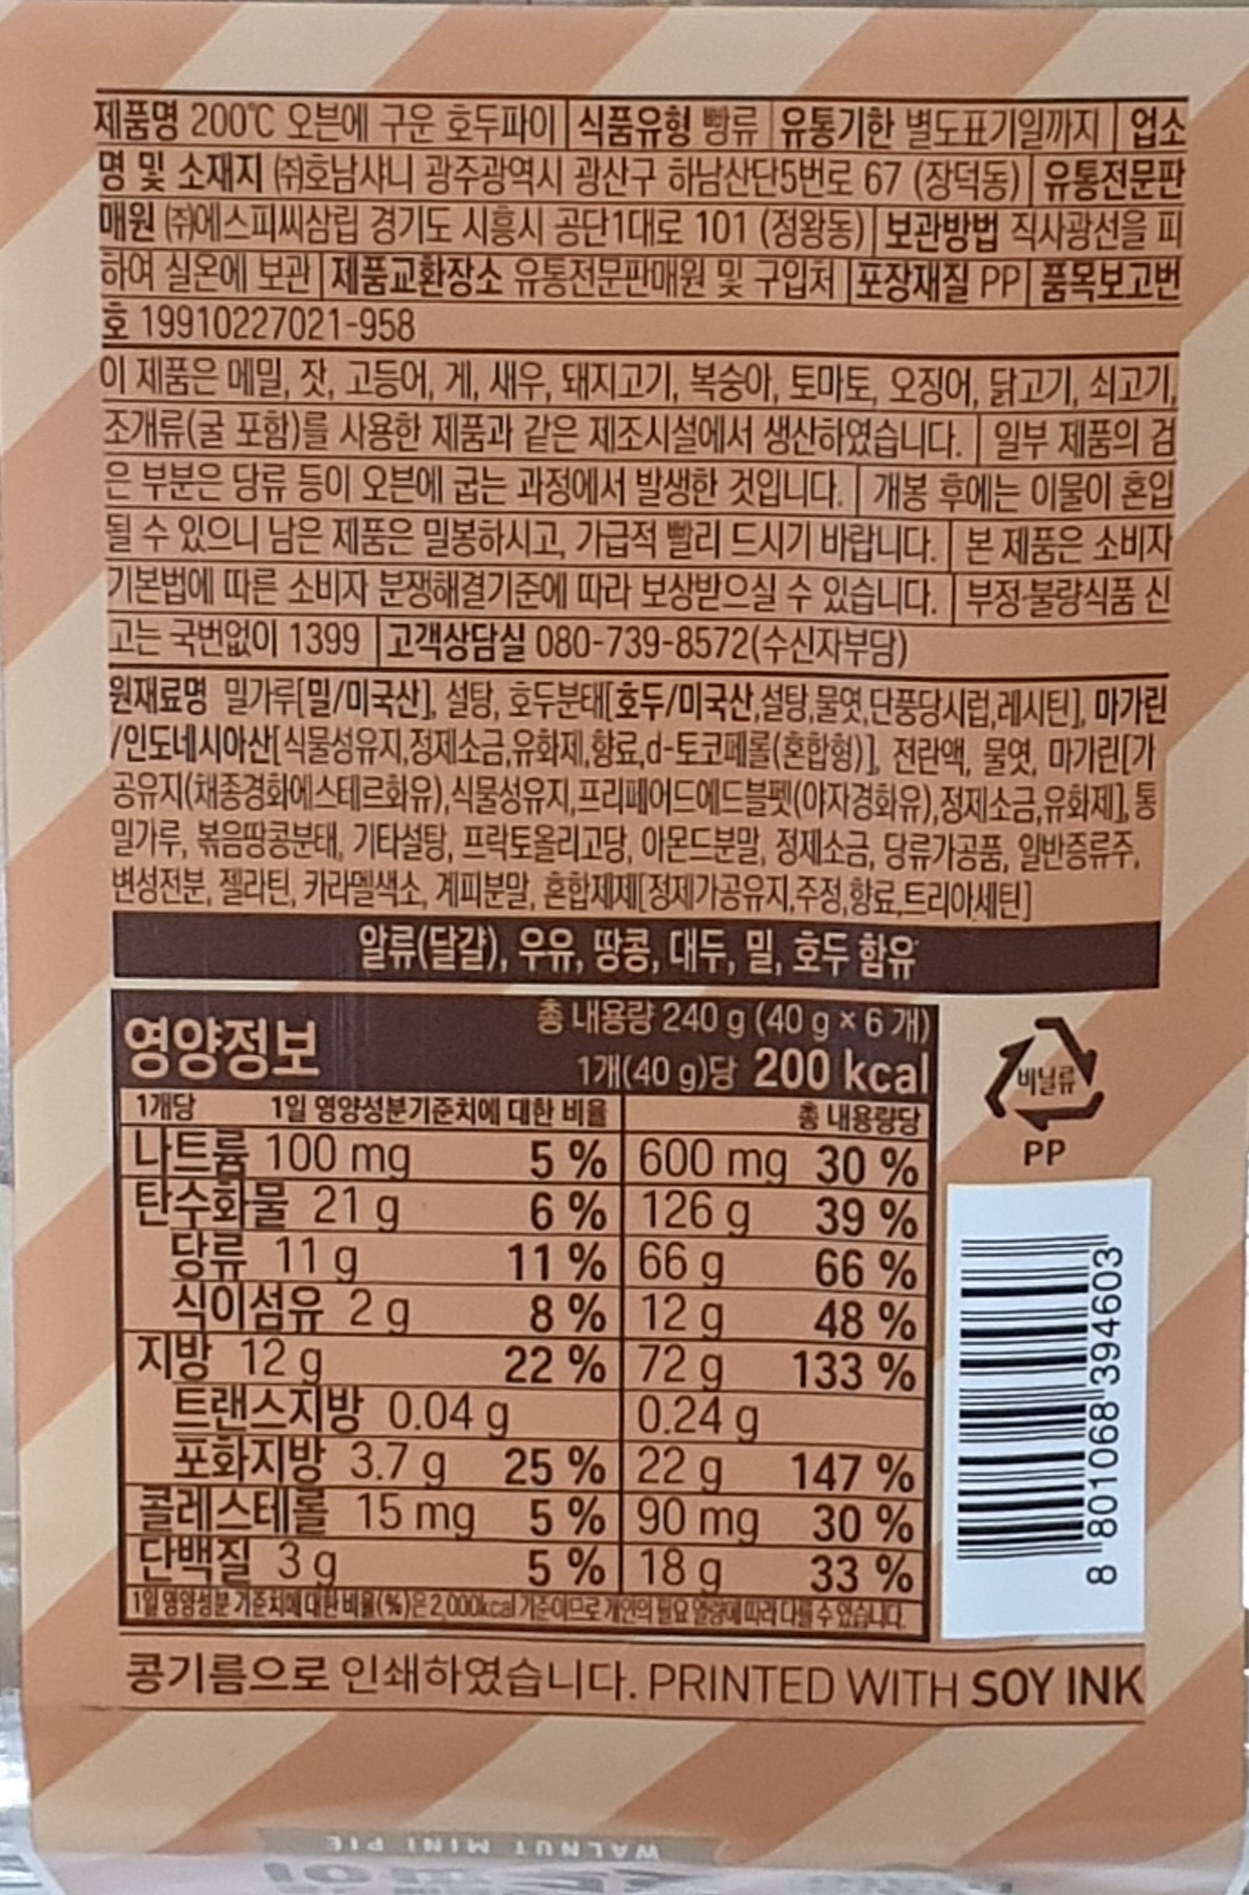 제품명 200℃ 오븐에 구운 호두파이 | 식품유형 빵류 | 유통기한 별도표기일까지 | 업소
명 및 소재지 ㈜호남샤니 광주광역시 광산구 하남산단5번로 67 (장덕동) | 유통전문판
매원 ㈜에스피씨삼립 경기도 시흥시 공단1대로 101 (정왕동) | 보관방법 직사광선을 피
하여 실온에 보관 | 제품교환장소 유통전문판매원 및 구입처 | 포장재질 PP | 품목보고번
호 19910227021-958
이 제품은 메밀, 잣, 고등어, 게, 새우, 돼지고기, 복숭아, 토마토, 오징어, 닭고기, 쇠고기,
조개류(굴 포함)를 사용한 제품과 같은 제조시설에서 생산하였습니다. | 일부 제품의 검
은 부분은 당류 등이 오븐에 굽는 과정에서 발생한 것입니다. | 개봉 후에는 이물이 혼입
될 수 있으니 남은 제품은 밀봉하시고, 가급적 빨리 드시기 바랍니다. | 본 제품은 소비자
기본법에 따른 소비자 분쟁해결기준에 따라 보상받으실 수 있습니다. | 부정·불량식품 신
고는 국번없이 1399 | 고객상담실 080-739-8572(수신자부담)
원재료명 밀가루[밀/미국산], 설탕, 호두분태[호두/미국산,설탕,물엿,단풍당시럽,레시틴], 마가린
/인도네시아산[식물성유지,정제소금,유화제,향료,d-토코페롤(혼합형)], 전란액, 물엿, 마가린[가
공유지(채종경화에스테르화유),식물성유지,프리페어드에드블펫(야자경화유),정제소금,유화제], 통
밀가루, 볶음땅콩분태, 기타설탕, 프락토올리고당, 아몬드분말, 정제소금, 당류가공품, 일반증류주,
변성전분, 젤라틴, 카라멜색소, 계피분말, 혼합제제[정제가공유지,주정,향료,트리아세틴]
알류(달걀), 우유, 땅콩, 대두, 밀, 호두 함유
영양정보 총 내용량 240 g (40 g × 6 개)
1개(40 g)당 200 kcal
1개당 1일 영양성분기준치에 대한 비율 총 내용량당
나트륨 100 mg 5 % 600 mg 30 %
탄수화물 21 g 6 % 126 g 39 %
당류 11 g 11 % 66 g 66 %
식이섬유 2 g 8 % 12 g 48 %
지방 12 g 22 % 72 g 133 %
트랜스지방 0.04 g 0.24 g
포화지방 3.7 g 25 % 22 g 147 %
콜레스테롤 15 mg 5 % 90 mg 30 %
단백질 3 g 5 % 18 g 33 %
1일 영양성분 기준치에 대한 비율(%)은 2,000kcal 기준이므로 개인의 필요 열량에 따라 다를 수 있습니다.
비닐류
PP
8 801068 394603
콩기름으로 인쇄하였습니다. PRINTED WITH SOY INK
WALNUT MINI PIE